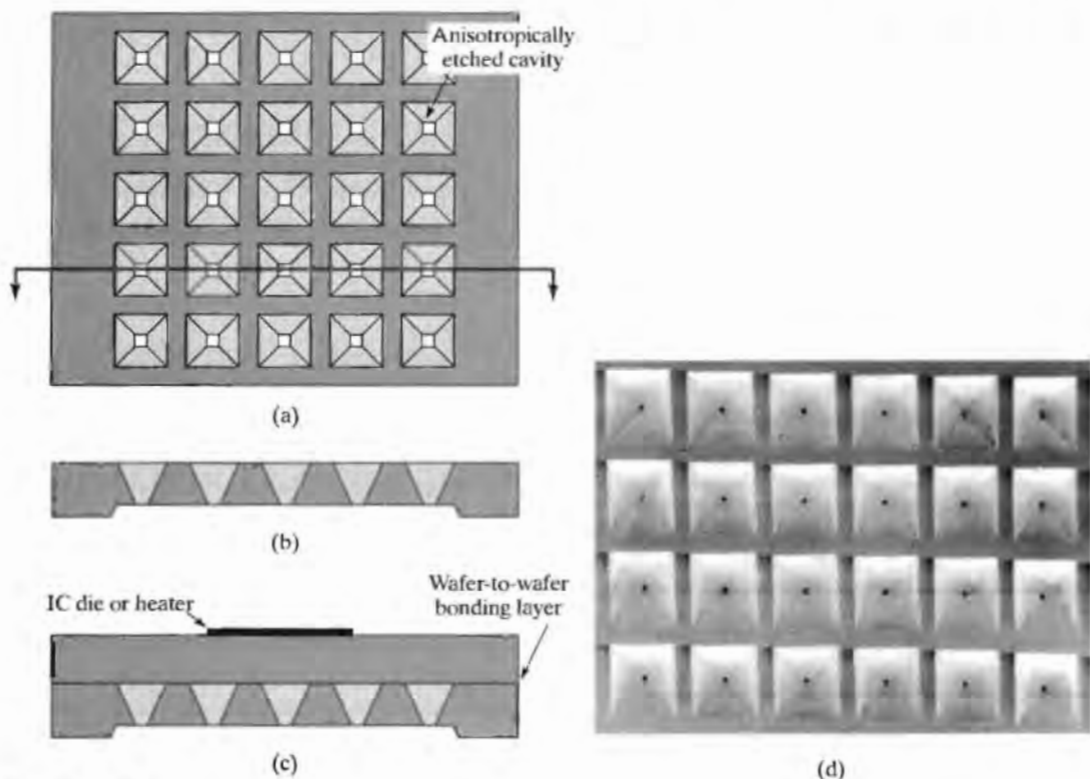 Anisotropically
etched cavity
(a)
(b)
Wafer-to-wafer
bonding layer
IC die or heater
(c)
(d)